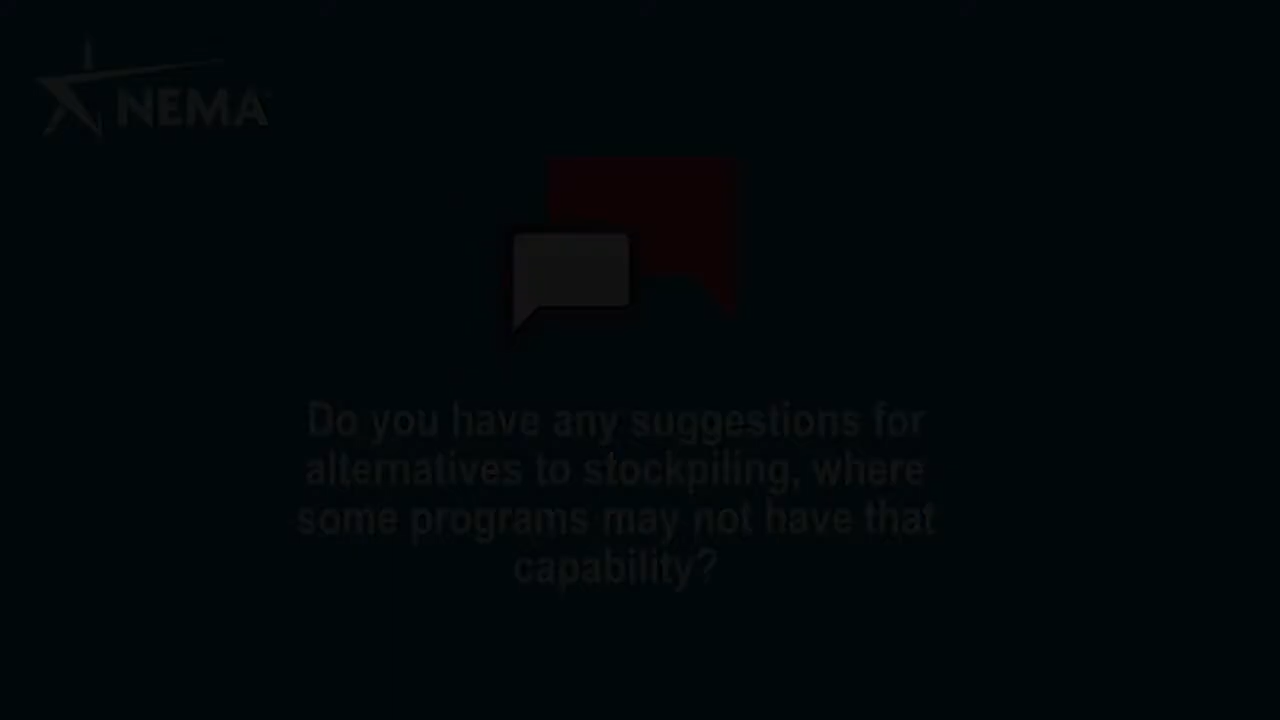 NEMA
Do you have any suggestions for
alternatives to stockpiling, where
some programs may not have that
capability?